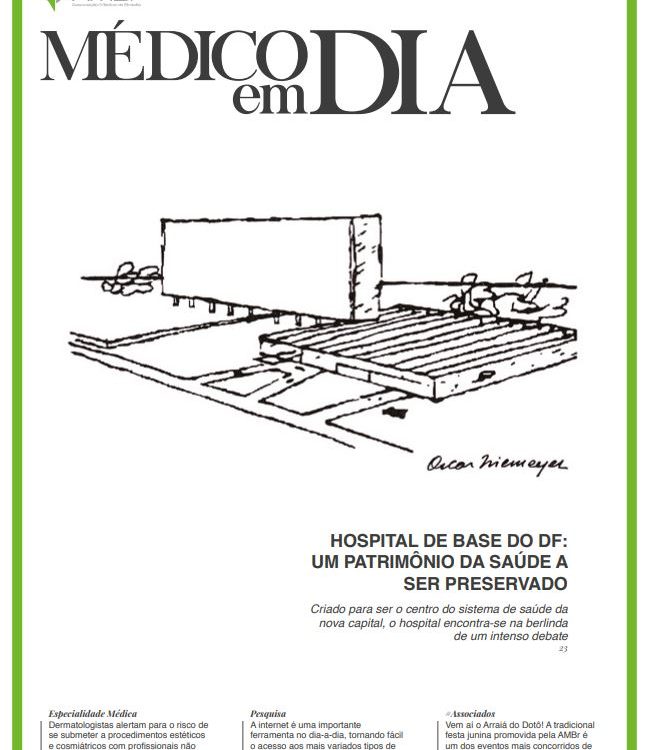 MÉDICO
em DIA
Oscar Niemeyer
HOSPITAL DE BASE DO DF:
UM PATRIMÔNIO DA SAÚDE A
SER PRESERVADO
Criado para ser o centro do sistema de saúde da
nova capital, o hospital encontra-se na berlinda
de um intenso debate
23
Especialidade Médica
Dermatologistas alertam para o risco de
se submeter a procedimentos estéticos
e cosmiátricos com profissionais não
Pesquisa
A internet é uma importante
ferramenta no dia-a-dia, tornando fácil
o acesso aos mais variados tipos de
#Associados
Vem aí o Arraiá do Dotô! A tradicional
festa junina promovida pela AMBr é
um dos eventos mais concorridos de